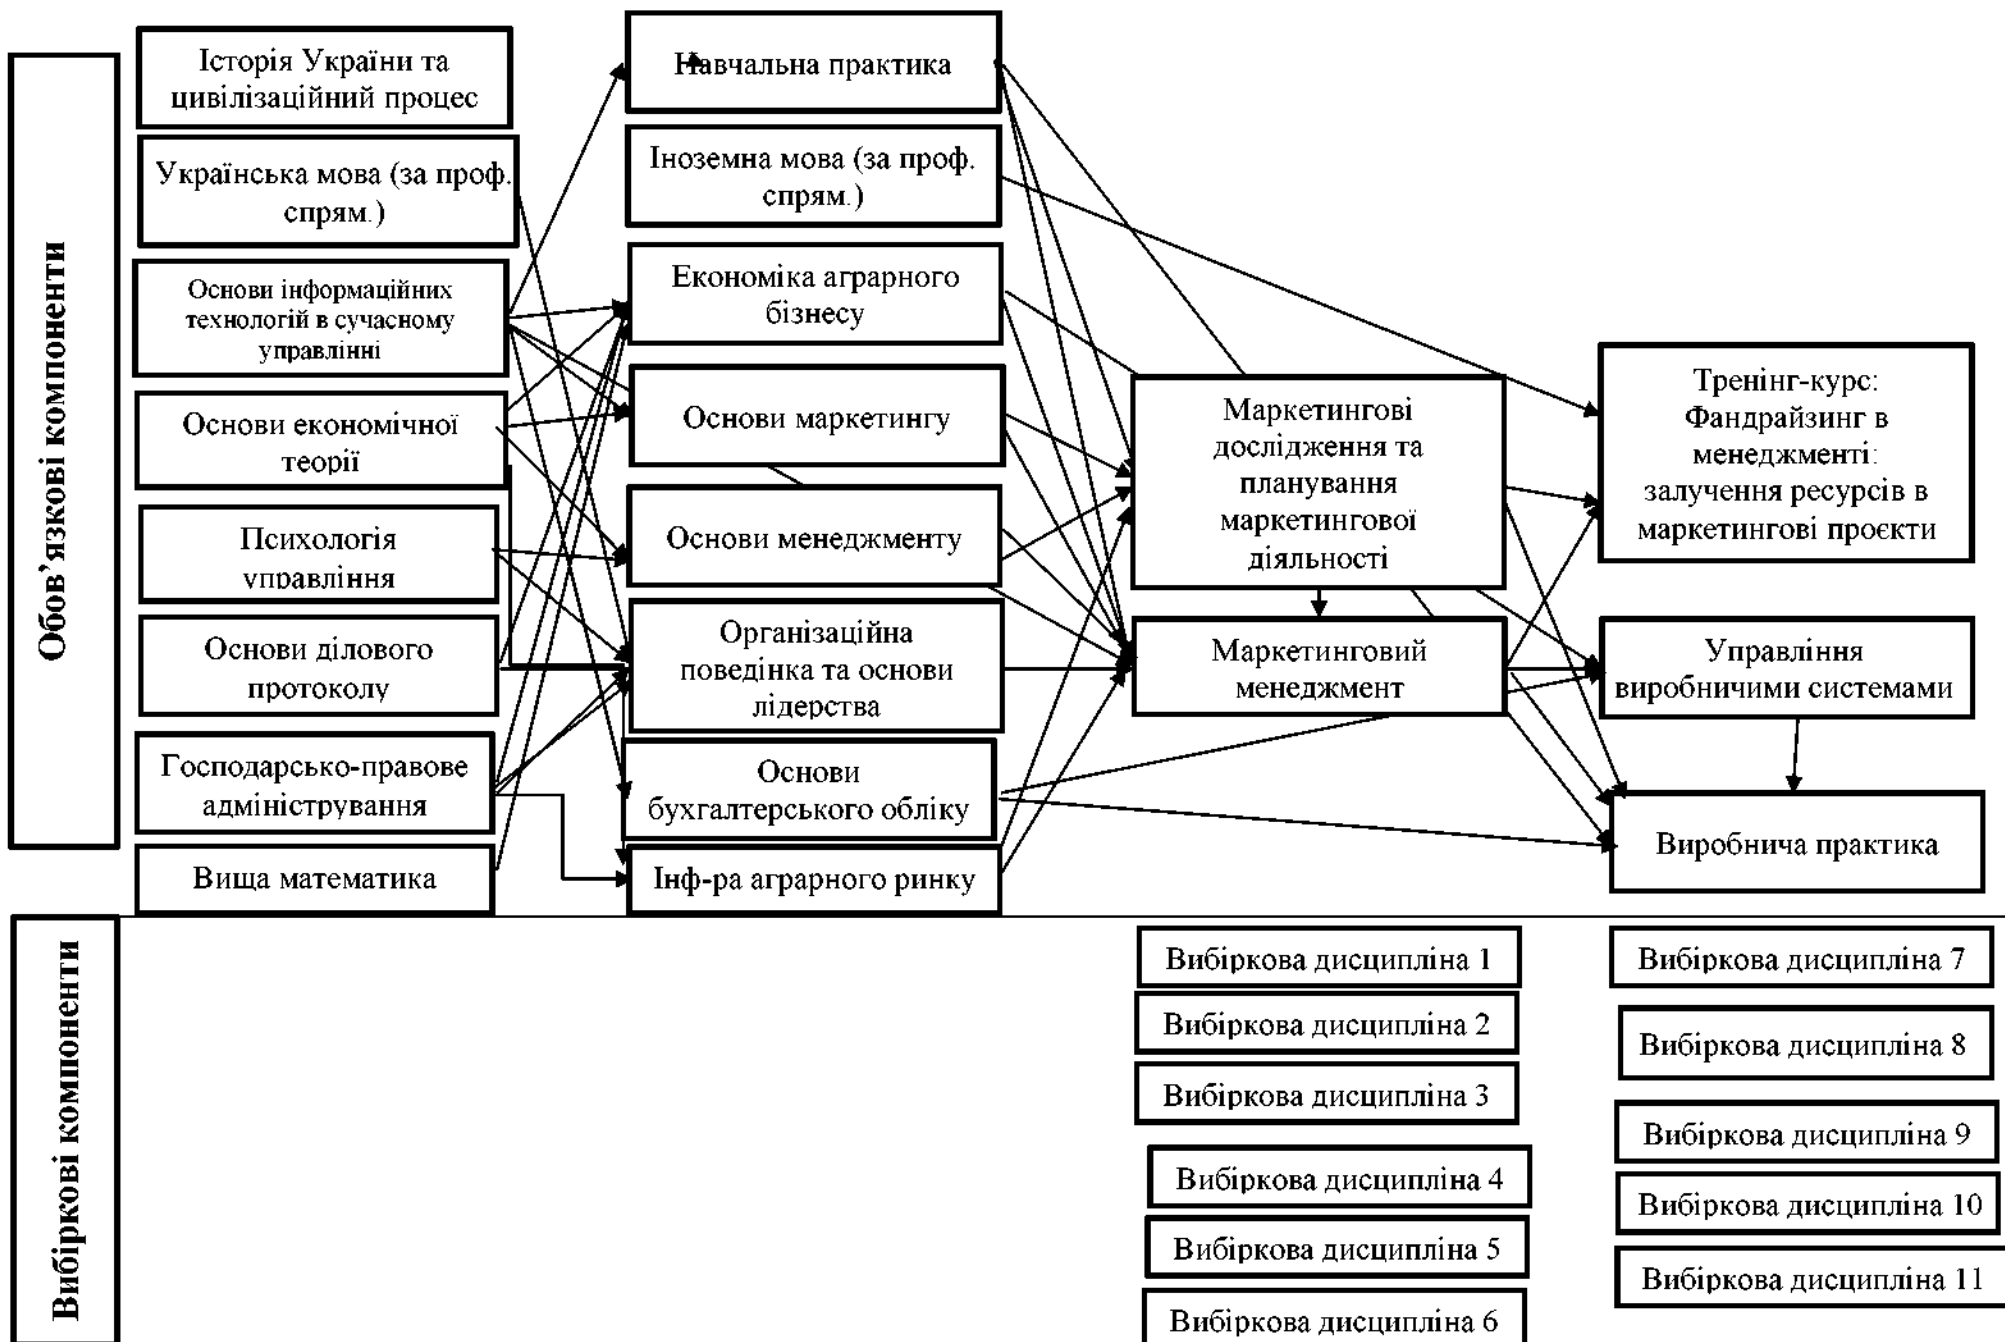 Обов’язкові компоненти
Історія України та
цивілізаційний процес
Українська мова (за проф.
спрям.)
Основи інформаційних
технологій в сучасному
управлінні
Основи економічної
теорії
Психологія
управління
Основи ділового
протоколу
Господарсько-правове
адміністрування
Вища математика
Навчальна практика
Іноземна мова (за проф.
спрям.)
Економіка аграрного
бізнесу
Основи маркетингу
Основи менеджменту
Організаційна
поведінка та основи
лідерства
Основи
бухгалтерського обліку
Інф-ра аграрного ринку
Маркетингові
дослідження та
планування
маркетингової
діяльності
Маркетинговий
менеджмент
Тренінг-курс:
Фандрайзинг в
менеджменті:
залучення ресурсів в
маркетингові проєкти
Управління
виробничими системами
Виробнича практика
Вибіркові компоненти
Вибіркова дисципліна 1
Вибіркова дисципліна 2
Вибіркова дисципліна 3
Вибіркова дисципліна 4
Вибіркова дисципліна 5
Вибіркова дисципліна 6
Вибіркова дисципліна 7
Вибіркова дисципліна 8
Вибіркова дисципліна 9
Вибіркова дисципліна 10
Вибіркова дисципліна 11